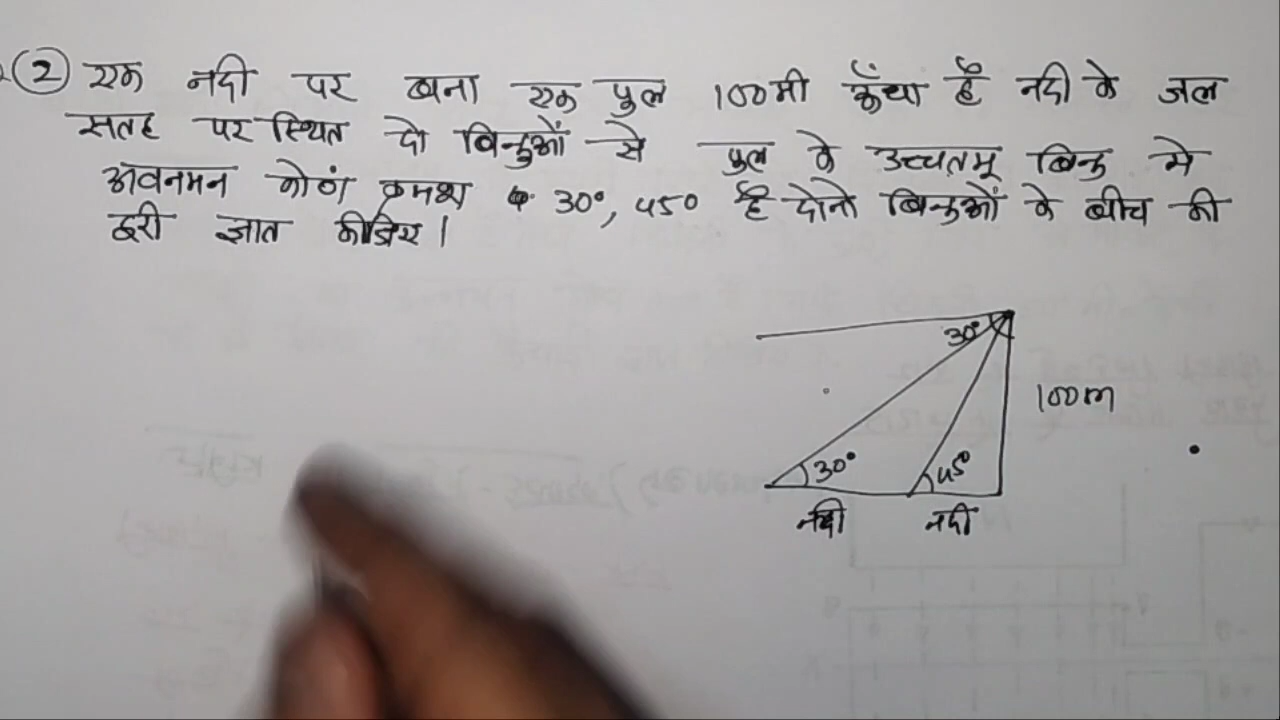 ② एक नदी पर बना एक पुल 100मी ऊँचा है नदी के जल
सतह पर स्थित दो बिन्दुओं से पुल के उच्चतम् बिन्दु से
अवनमन कोणं क्रमश 30°, 45° है दोनो बिन्दुओं के बीच की
दूरी ज्ञात कीजिए।
30°
100m
30°
45°
नदी नदी